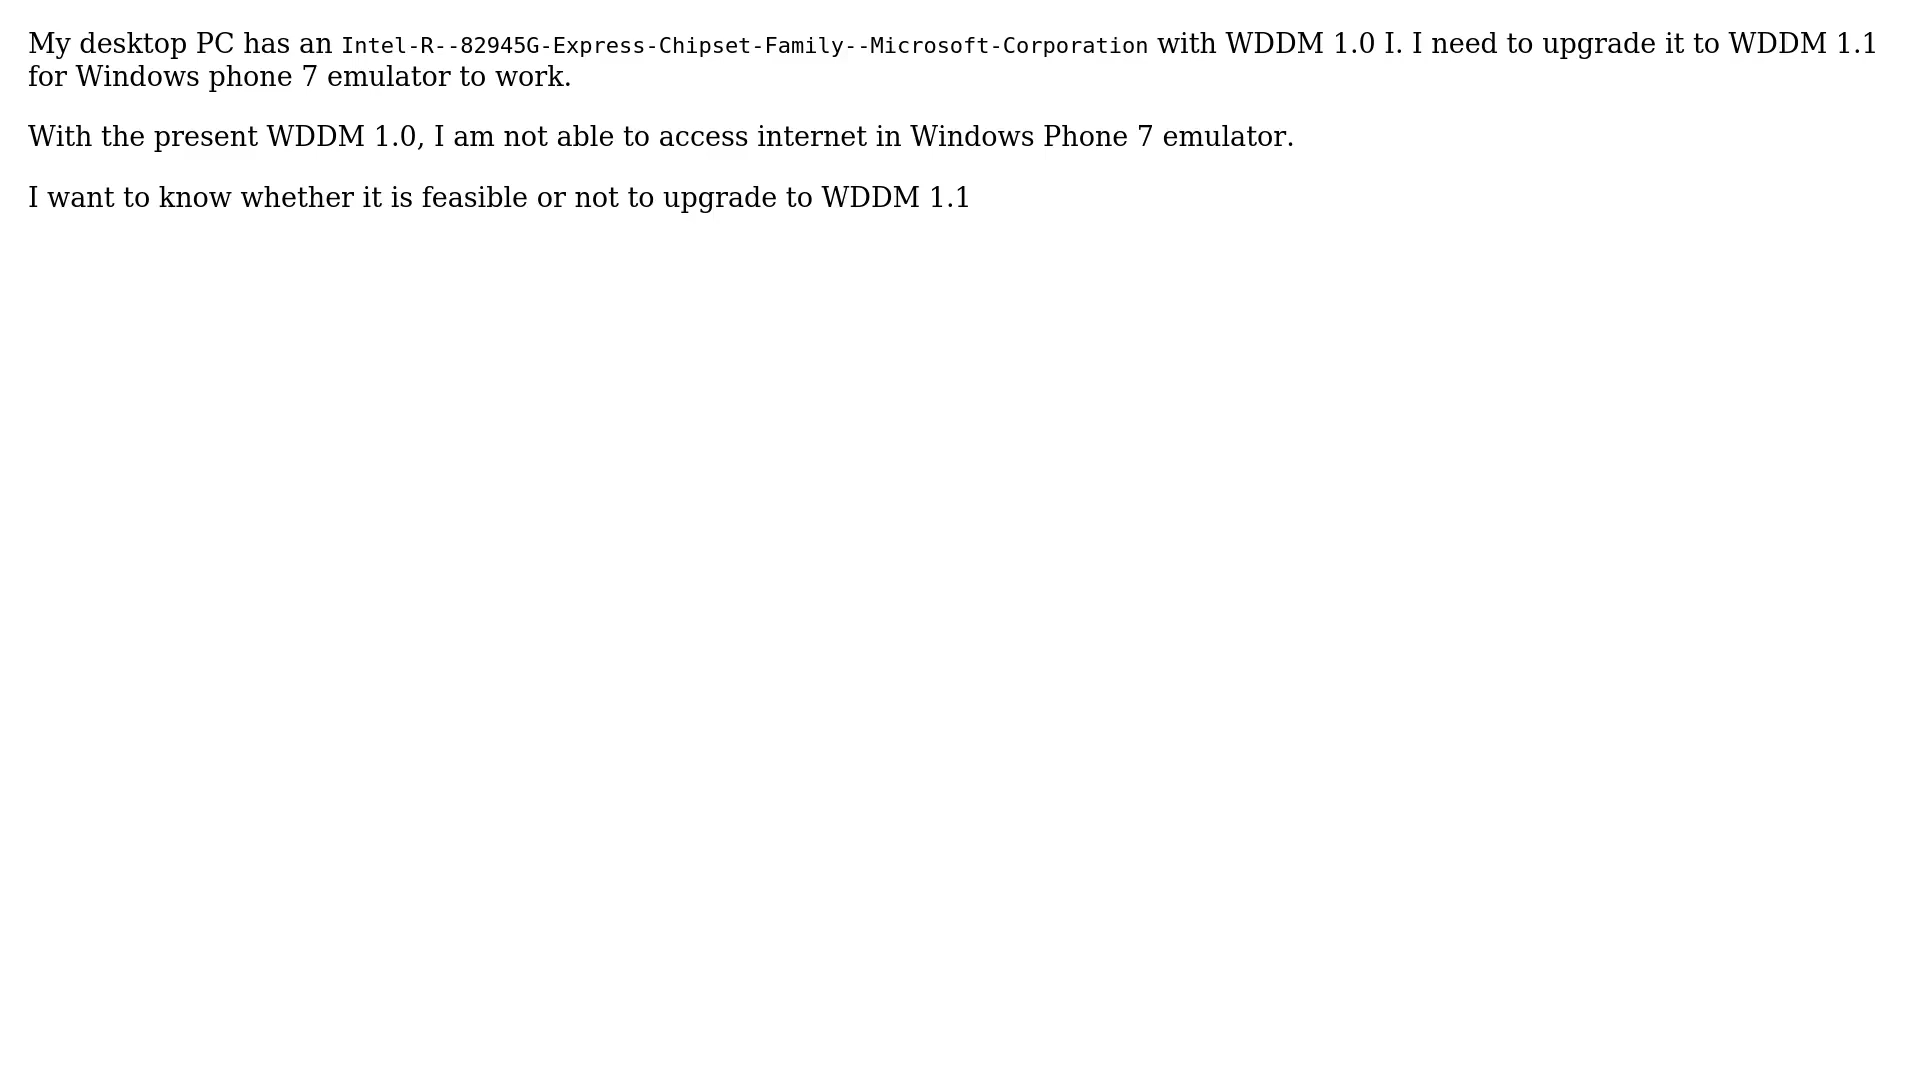 My desktop PC has an Intel-R--82945G-Express-Chipset-Family--Microsoft-Corporation with WDDM 1.0 I. I need to upgrade it to WDDM 1.1
for Windows phone 7 emulator to work.
With the present WDDM 1.0, I am not able to access internet in Windows Phone 7 emulator.
I want to know whether it is feasible or not to upgrade to WDDM 1.1